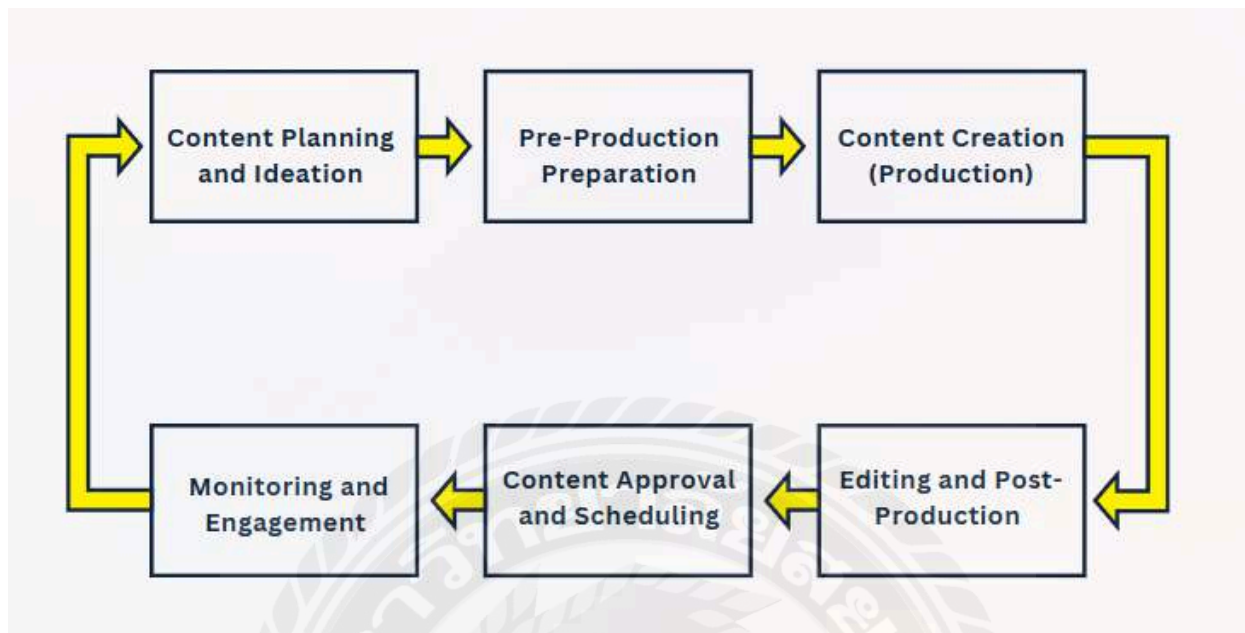 Content Planning
and Ideation
Pre-Production
Preparation
Content Creation
(Production)
Editing and Post-
Production
Content Approval
and Scheduling
Monitoring and
Engagement